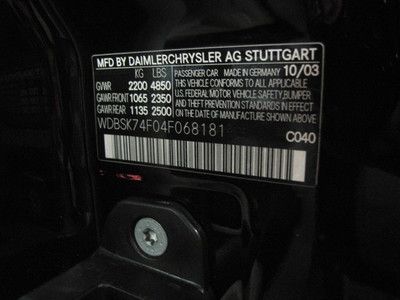 MFD BY DAIMLERCHRYSLER AG STUTTGART
KG LBS PASSENGER CAR MADE IN GERMANY 10/03
GVWR 2200 4850 THIS VEHICLE CONFORMS TO ALL APPLICABLE
GAWR FRONT 1065 2350 U.S. FEDERAL MOTOR VEHICLE SAFETY,BUMPER,
GAWR REAR 1135 2500 AND THEFT PREVENTION STANDARDS IN EFFECT
ON THE DATE OF MANUFACTURE SHOWN ABOVE
WDBSK74F04F068181
C040